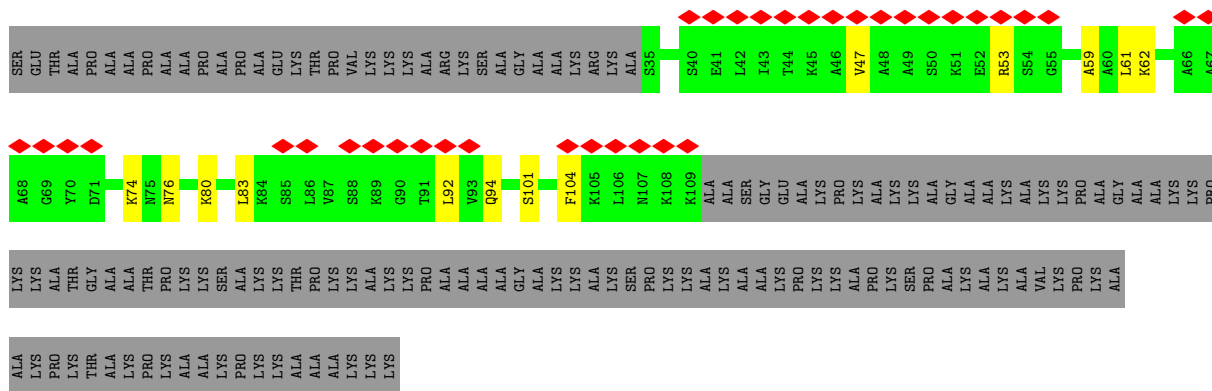 SER GLU THR ALA PRO ALA ALA PRO ALA ALA PRO ALA PRO ALA GLU LYS THR PRO VAL LYS LYS LYS ALA ARG LYS SER ALA GLY ALA ALA LYS ARG LYS ALA S35 S40 E41 L42 I43 T44 K45 A46 V47 A48 A49 S50 K51 E52 R53 S54 G55 A59 A60 L61 K62 A66 A67
A68 G69 Y70 D71 K74 N75 N76 K80 L83 K84 S85 L86 V87 S88 K89 G90 T91 L92 V93 Q94 S101 F104 K105 L106 N107 K108 K109 ALA ALA SER GLY GLU ALA LYS PRO LYS ALA LYS LYS ALA GLY ALA ALA LYS ALA LYS LYS PRO ALA GLY ALA ALA LYS LYS PRO
LYS LYS ALA THR GLY ALA ALA THR PRO LYS LYS SER ALA LYS LYS THR PRO LYS LYS ALA LYS LYS PRO ALA ALA ALA ALA GLY ALA LYS LYS ALA LYS SER PRO LYS LYS ALA LYS ALA ALA LYS PRO LYS LYS ALA PRO LYS SER PRO ALA LYS ALA LYS ALA VAL LYS PRO LYS ALA
ALA LYS PRO LYS THR ALA LYS PRO LYS ALA ALA LYS PRO LYS LYS ALA ALA ALA LYS LYS LYS